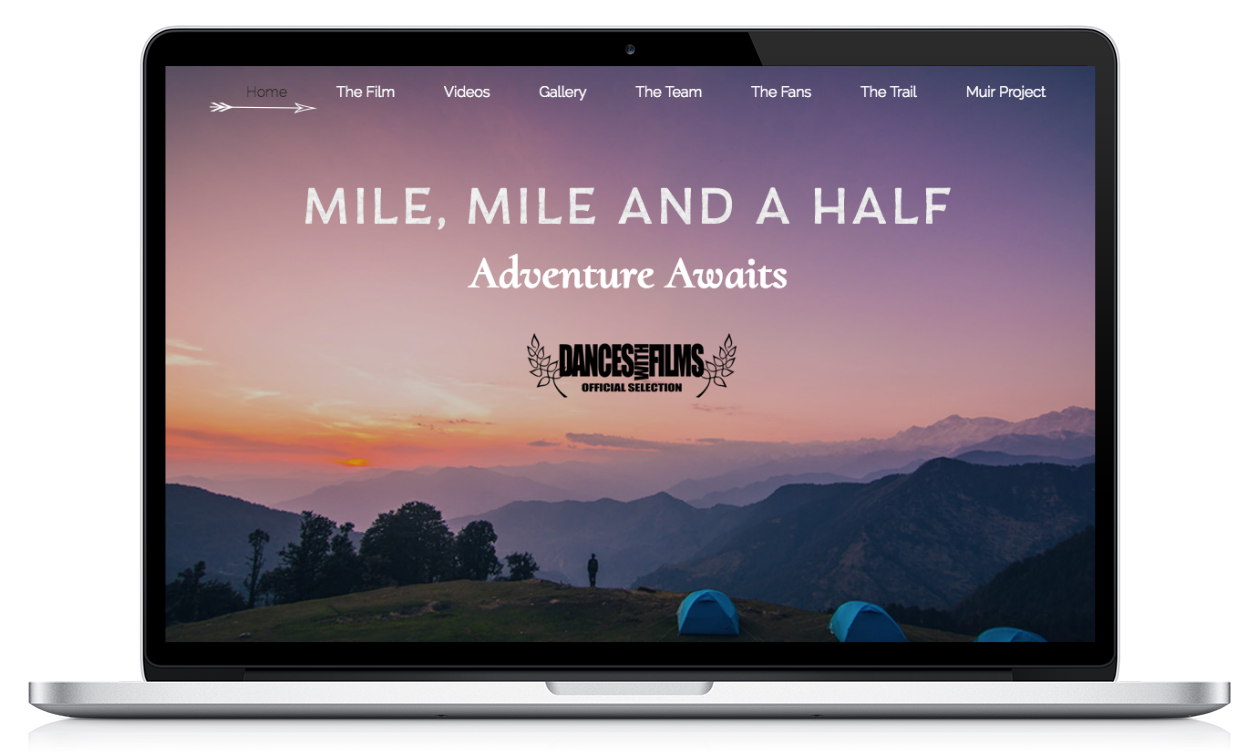 Home The Film Videos Gallery The Team The Fans The Trail Muir Project
MILE, MILE AND A HALF
Adventure Awaits
DANCES WITH FILMS
OFFICIAL SELECTION